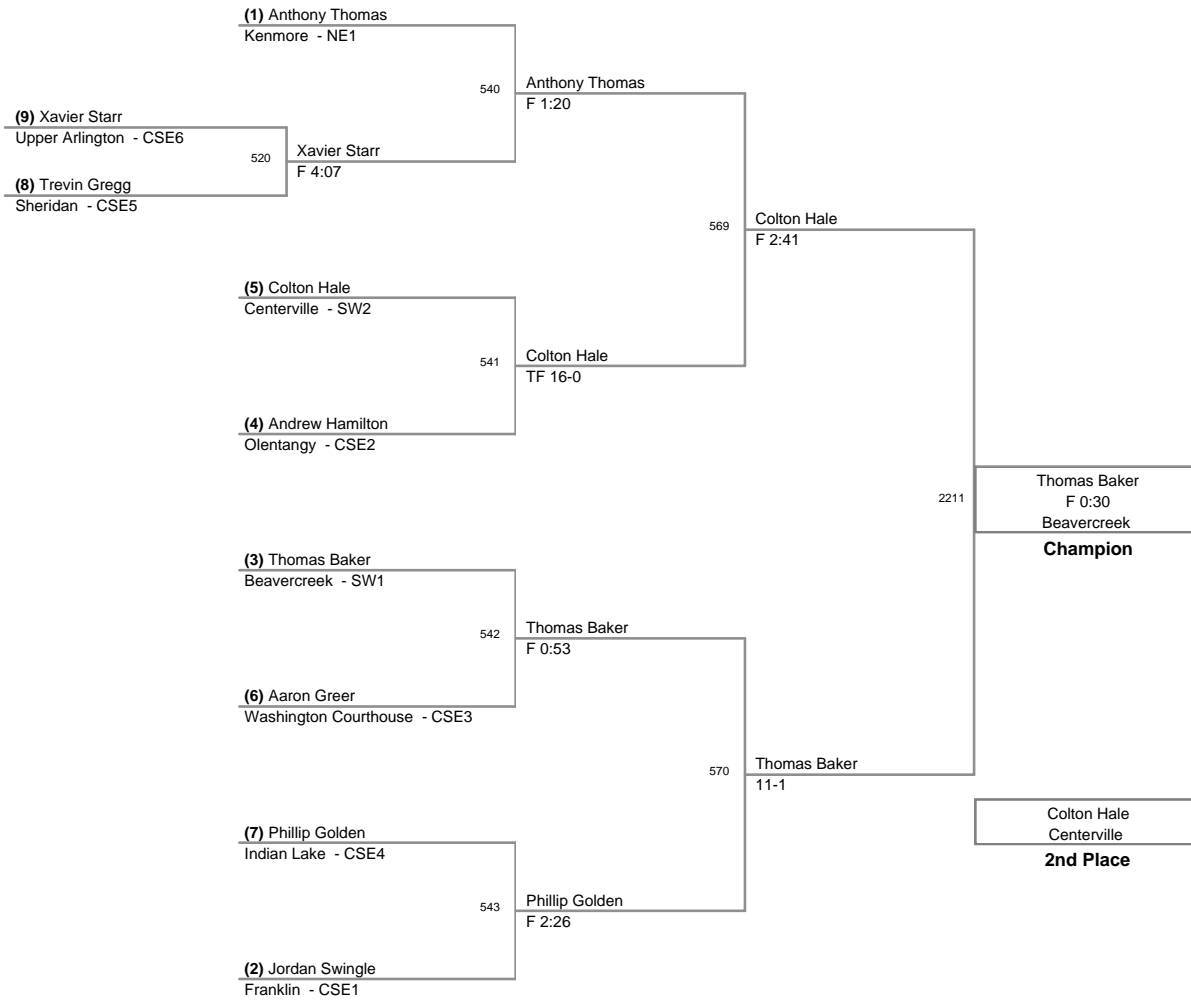 (1) Anthony Thomas
Kenmore - NE1
540
Anthony Thomas
F 1:20
(9) Xavier Starr
Upper Arlington - CSE6
520
Xavier Starr
F 4:07
(8) Trevin Gregg
Sheridan - CSE5
569
Colton Hale
F 2:41
(5) Colton Hale
Centerville - SW2
541
Colton Hale
TF 16-0
(4) Andrew Hamilton
Olentangy - CSE2
2211
Thomas Baker
F 0:30
Beavercreek
Champion
(3) Thomas Baker
Beavercreek - SW1
542
Thomas Baker
F 0:53
(6) Aaron Greer
Washington Courthouse - CSE3
570
Thomas Baker
11-1
Colton Hale
Centerville
2nd Place
(7) Phillip Golden
Indian Lake - CSE4
543
Phillip Golden
F 2:26
(2) Jordan Swingle
Franklin - CSE1